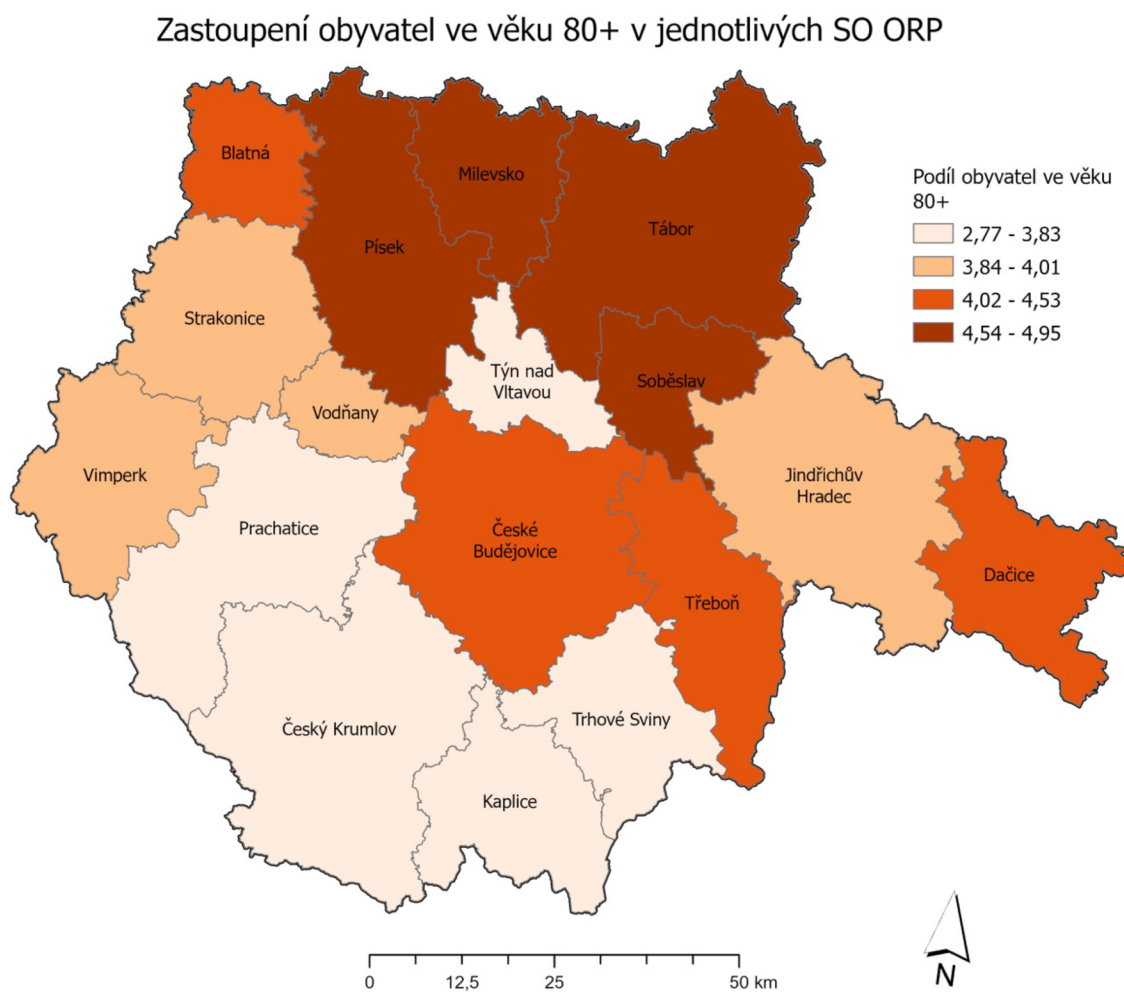 Zastoupení obyvatel ve věku 80+ v jednotlivých SO ORP
Blatná
Milevsko
Písek
Tábor
Podíl obyvatel ve věku
80+
2,77 - 3,83
3,84 - 4,01
4,02 - 4,53
4,54 - 4,95
Strakonice
Týn nad
Vltavou
Soběslav
Vodňany
Vimperk
Jindřichův
Hradec
Prachatice
České
Budějovice
Dačice
Třeboň
Český Krumlov
Trhové Sviny
Kaplice
0
12,5
25
50 km
N